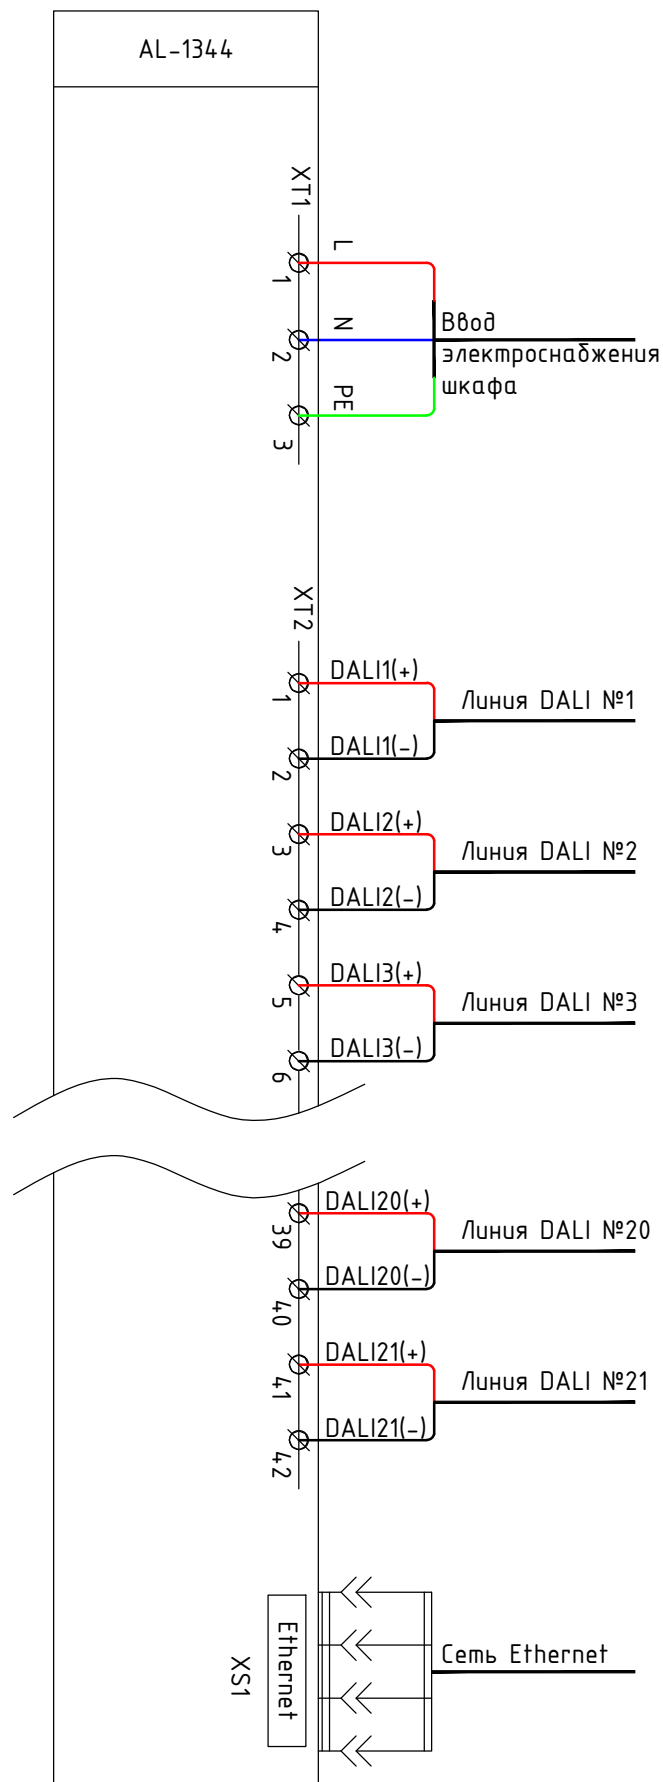 AL-1344
XT1
L
1
N
2
Ввод
электроснабжения
шкафа
PE
3
XT2
DALI1(+)
1
Линия DALI №1
DALI1(-)
2
DALI2(+)
3
Линия DALI №2
DALI2(-)
4
DALI3(+)
5
Линия DALI №3
DALI3(-)
6
DALI20(+)
39
Линия DALI №20
DALI20(-)
40
DALI21(+)
41
Линия DALI №21
DALI21(-)
42
Ethernet
XS1
Сеть Ethernet